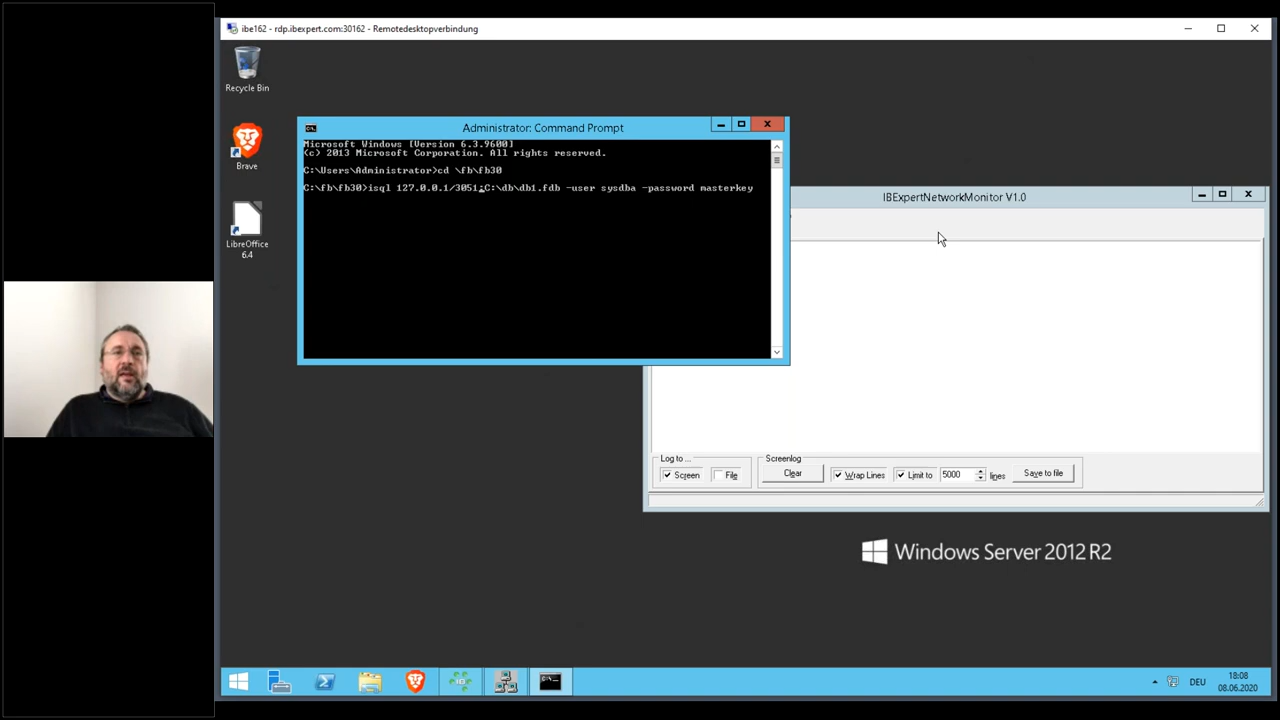 ibe162 - rdp.ibexpert.com:30162 - Remotedesktopverbindung
Recycle Bin
Administrator: Command Prompt
Microsoft Windows [Version 6.3.9600]
(c) 2013 Microsoft Corporation. All rights reserved.
C:\Users\Administrator>cd \fb\fb30
C:\fb\fb30>isql 127.0.0.1/3051:C:\db\db1.fdb -user sysdba -password masterkey
Brave
IBExpertNetworkMonitor V1.0
LibreOffice
6.4
Log to ...
Screen
File
Screenlog
Clear
Wrap Lines
Limit to
5000
lines
Save to file
Windows Server 2012 R2
DEU
18:08
08.06.2020